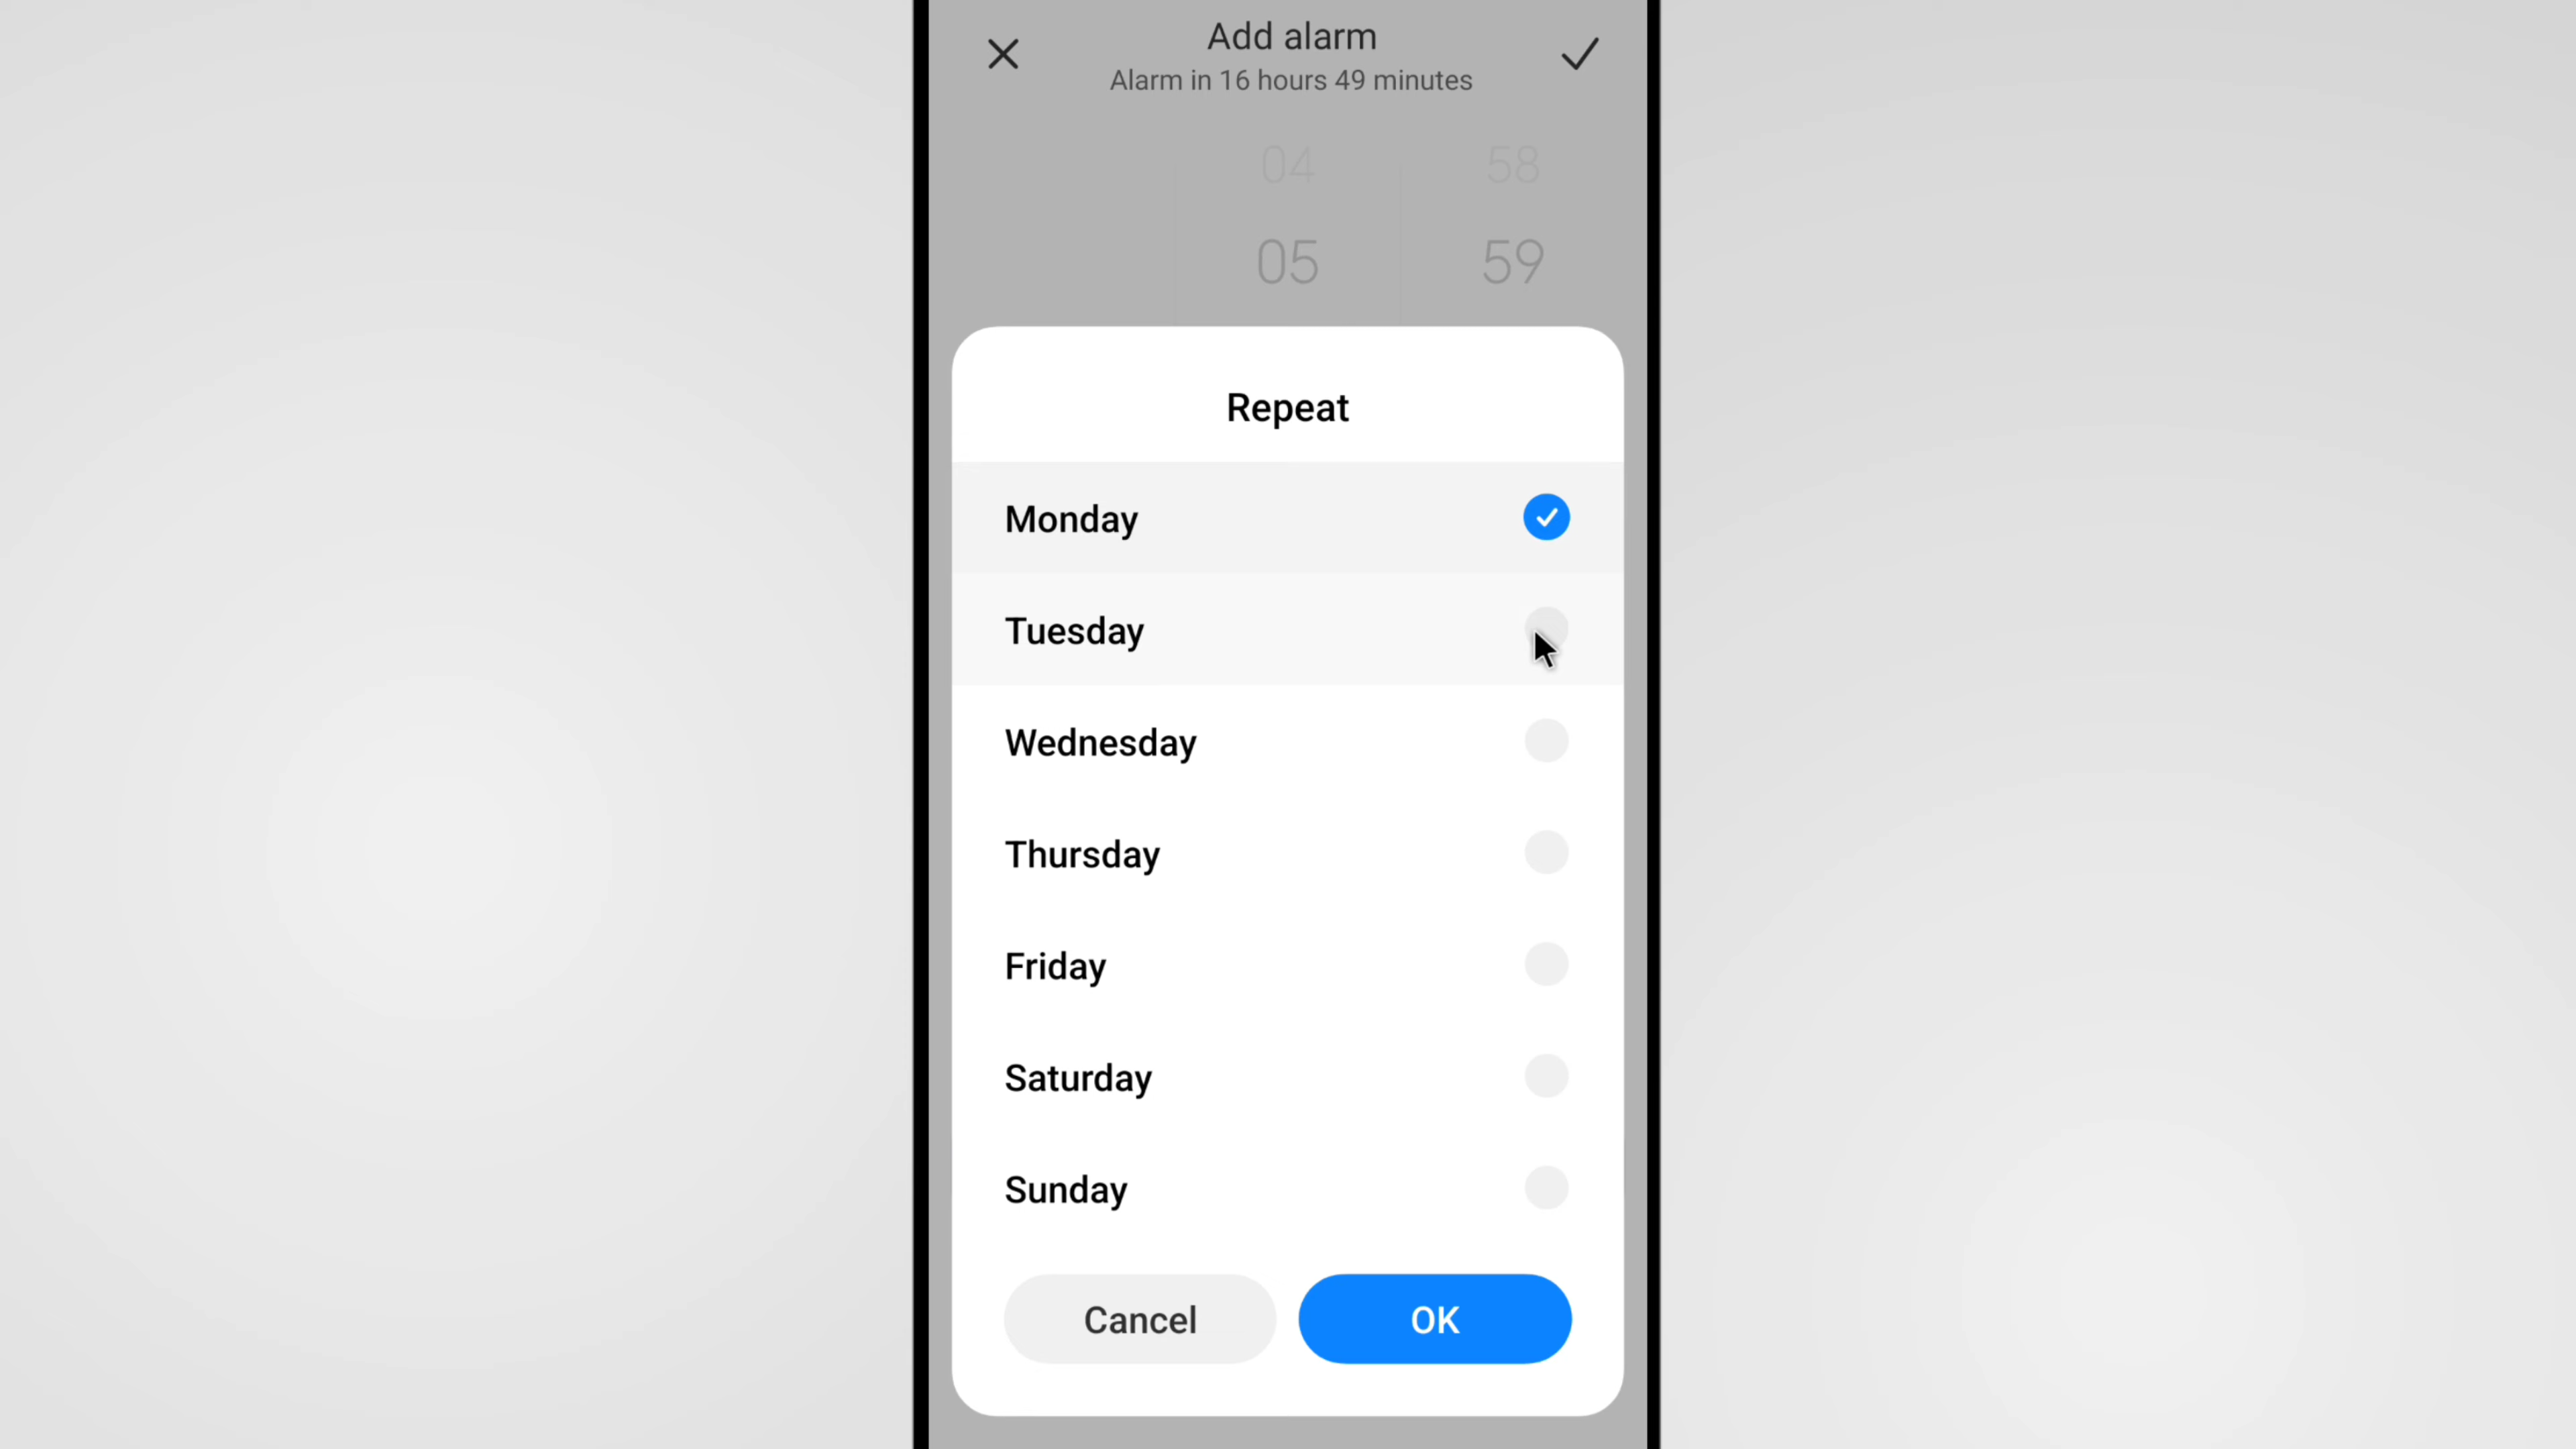 Add alarm
Alarm in 16 hours 49 minutes
04 58
05 59
Repeat
Monday
Tuesday
Wednesday
Thursday
Friday
Saturday
Sunday
Cancel OK